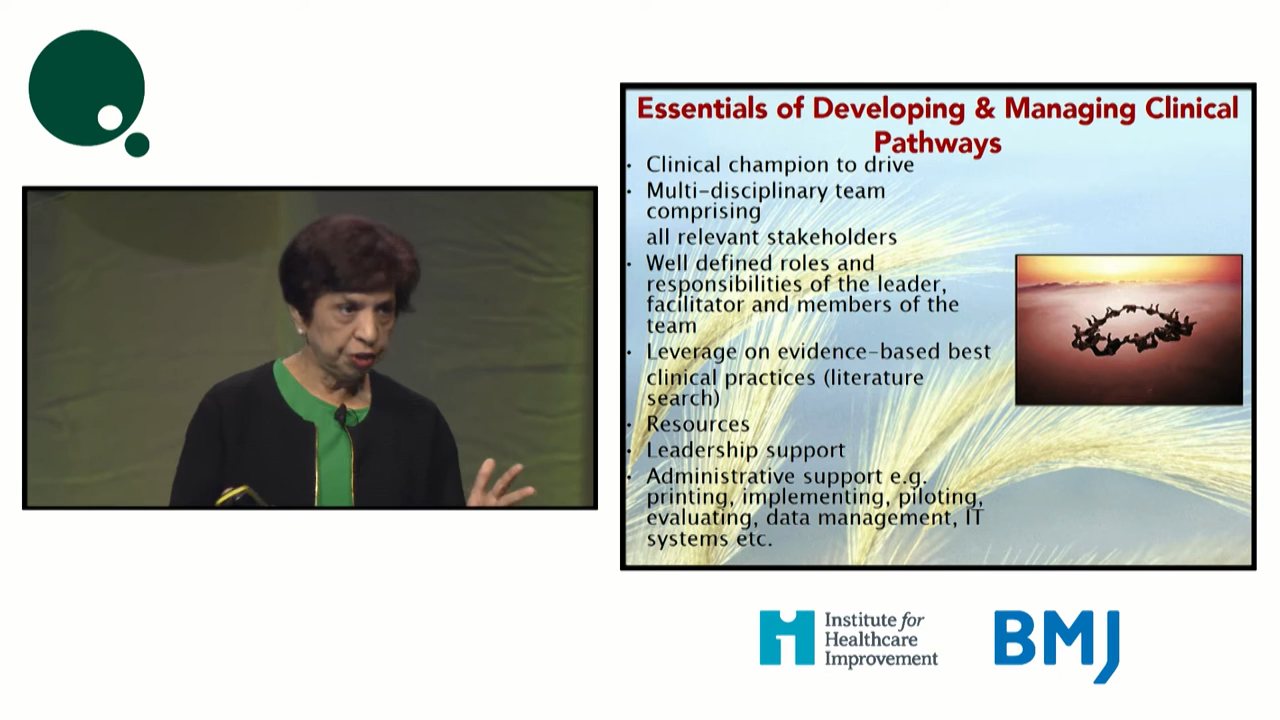 Essentials of Developing & Managing Clinical
Pathways
• Clinical champion to drive
• Multi-disciplinary team
comprising
all relevant stakeholders
• Well defined roles and
responsibilities of the leader,
facilitator and members of the
team
• Leverage on evidence-based best
clinical practices (literature
search)
• Resources
• Leadership support
• Administrative support e.g.
printing, implementing, piloting,
evaluating, data management, IT
systems etc.
Institute for
Healthcare
Improvement
BMJ